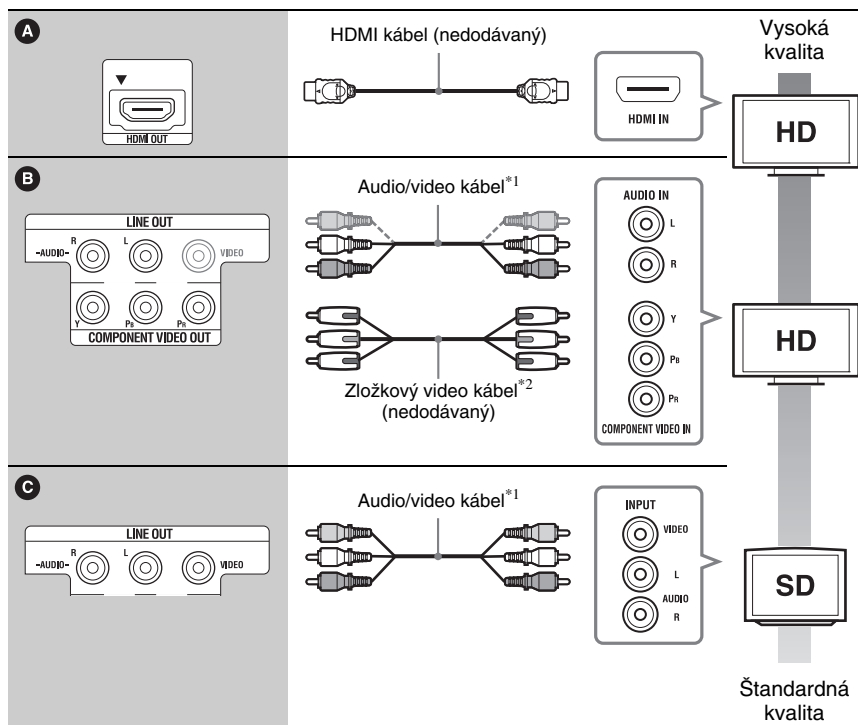 A
HDMI OUT
HDMI kábel (nedodávaný)
HDMI IN
Vysoká
kvalita
HD
B
LINE OUT
R
L
-AUDIO-
VIDEO
Y
PB
PR
COMPONENT VIDEO OUT
Audio/video kábel*1
Zložkový video kábel*2
(nedodávaný)
AUDIO IN
L
R
Y
PB
PR
COMPONENT VIDEO IN
HD
C
LINE OUT
R
L
-AUDIO-
VIDEO
Audio/video kábel*1
INPUT
VIDEO
L
AUDIO
R
SD
Štandardná
kvalita